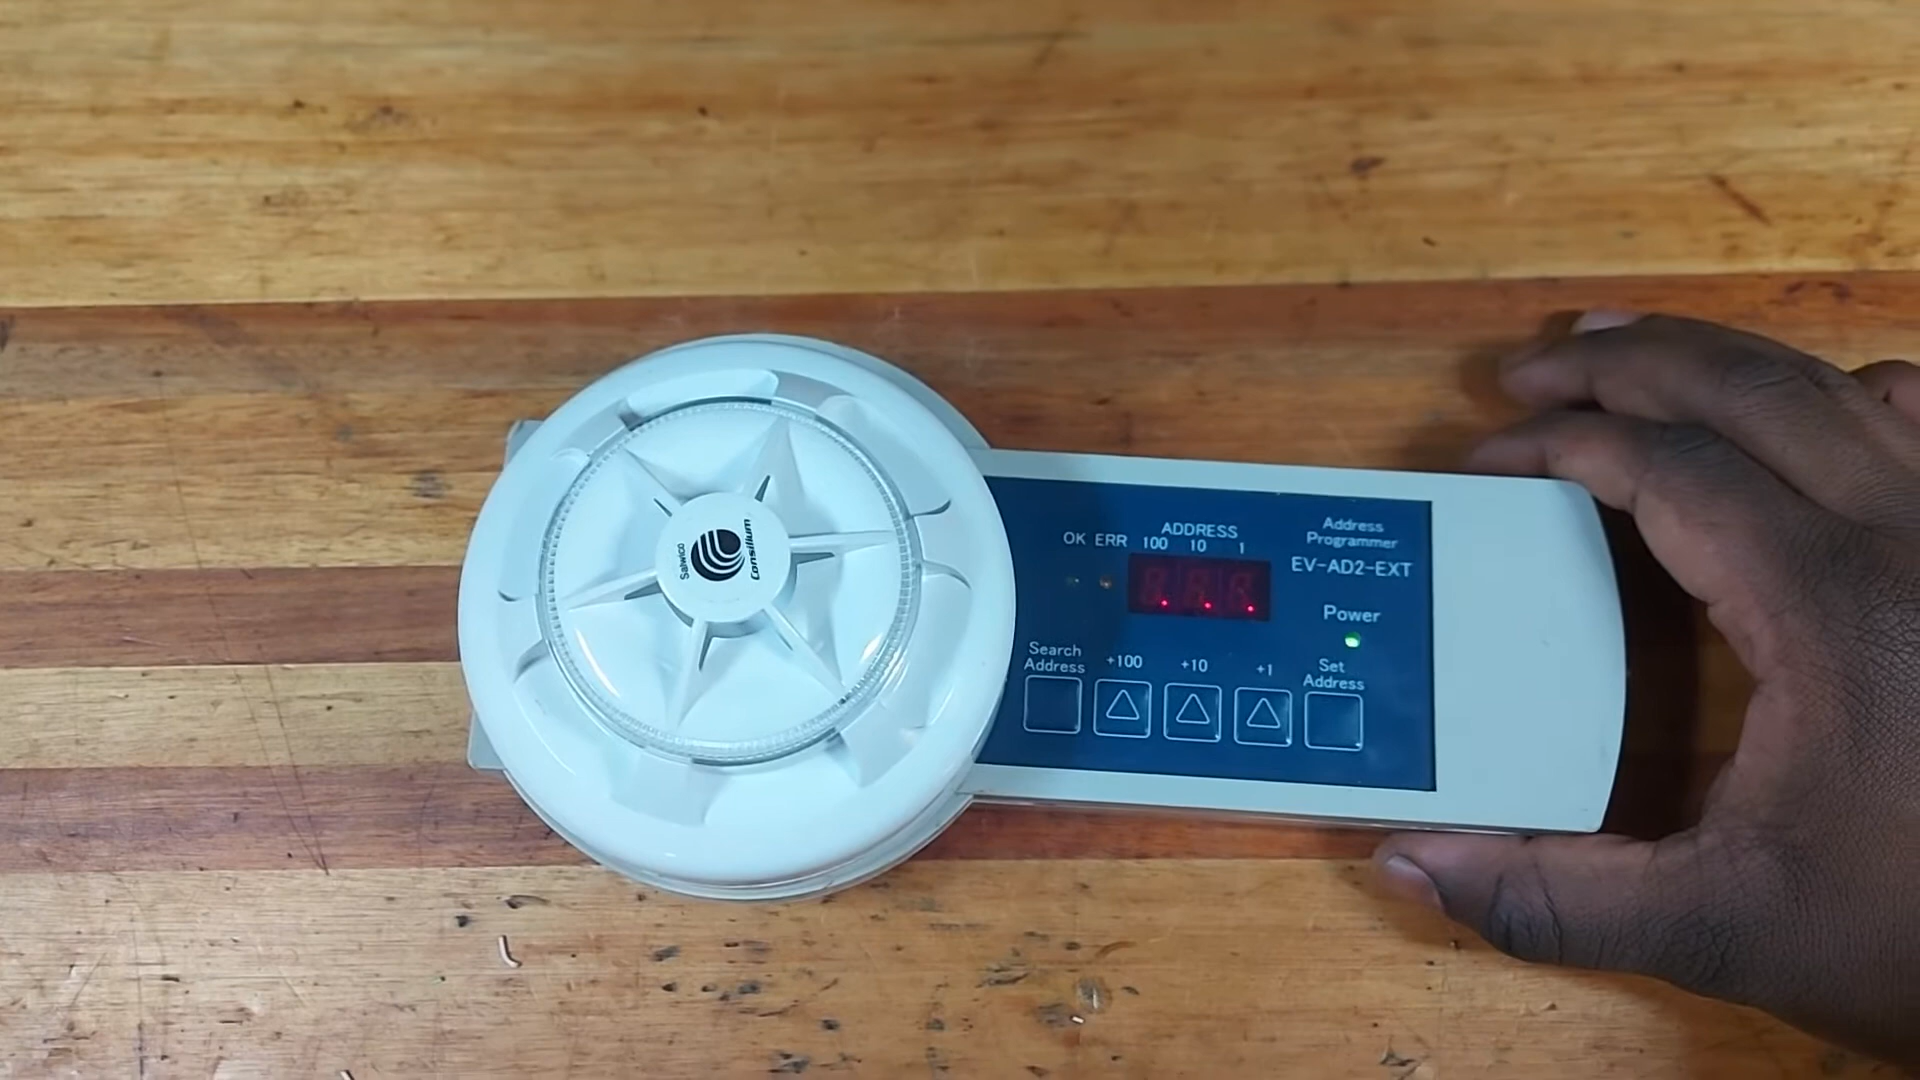 Salwico
Consilium
OK ERR
ADDRESS
100 10 1
Address
Programmer
EV-AD2-EXT
Power
Search
Address
+100
+10
+1
Set
Address